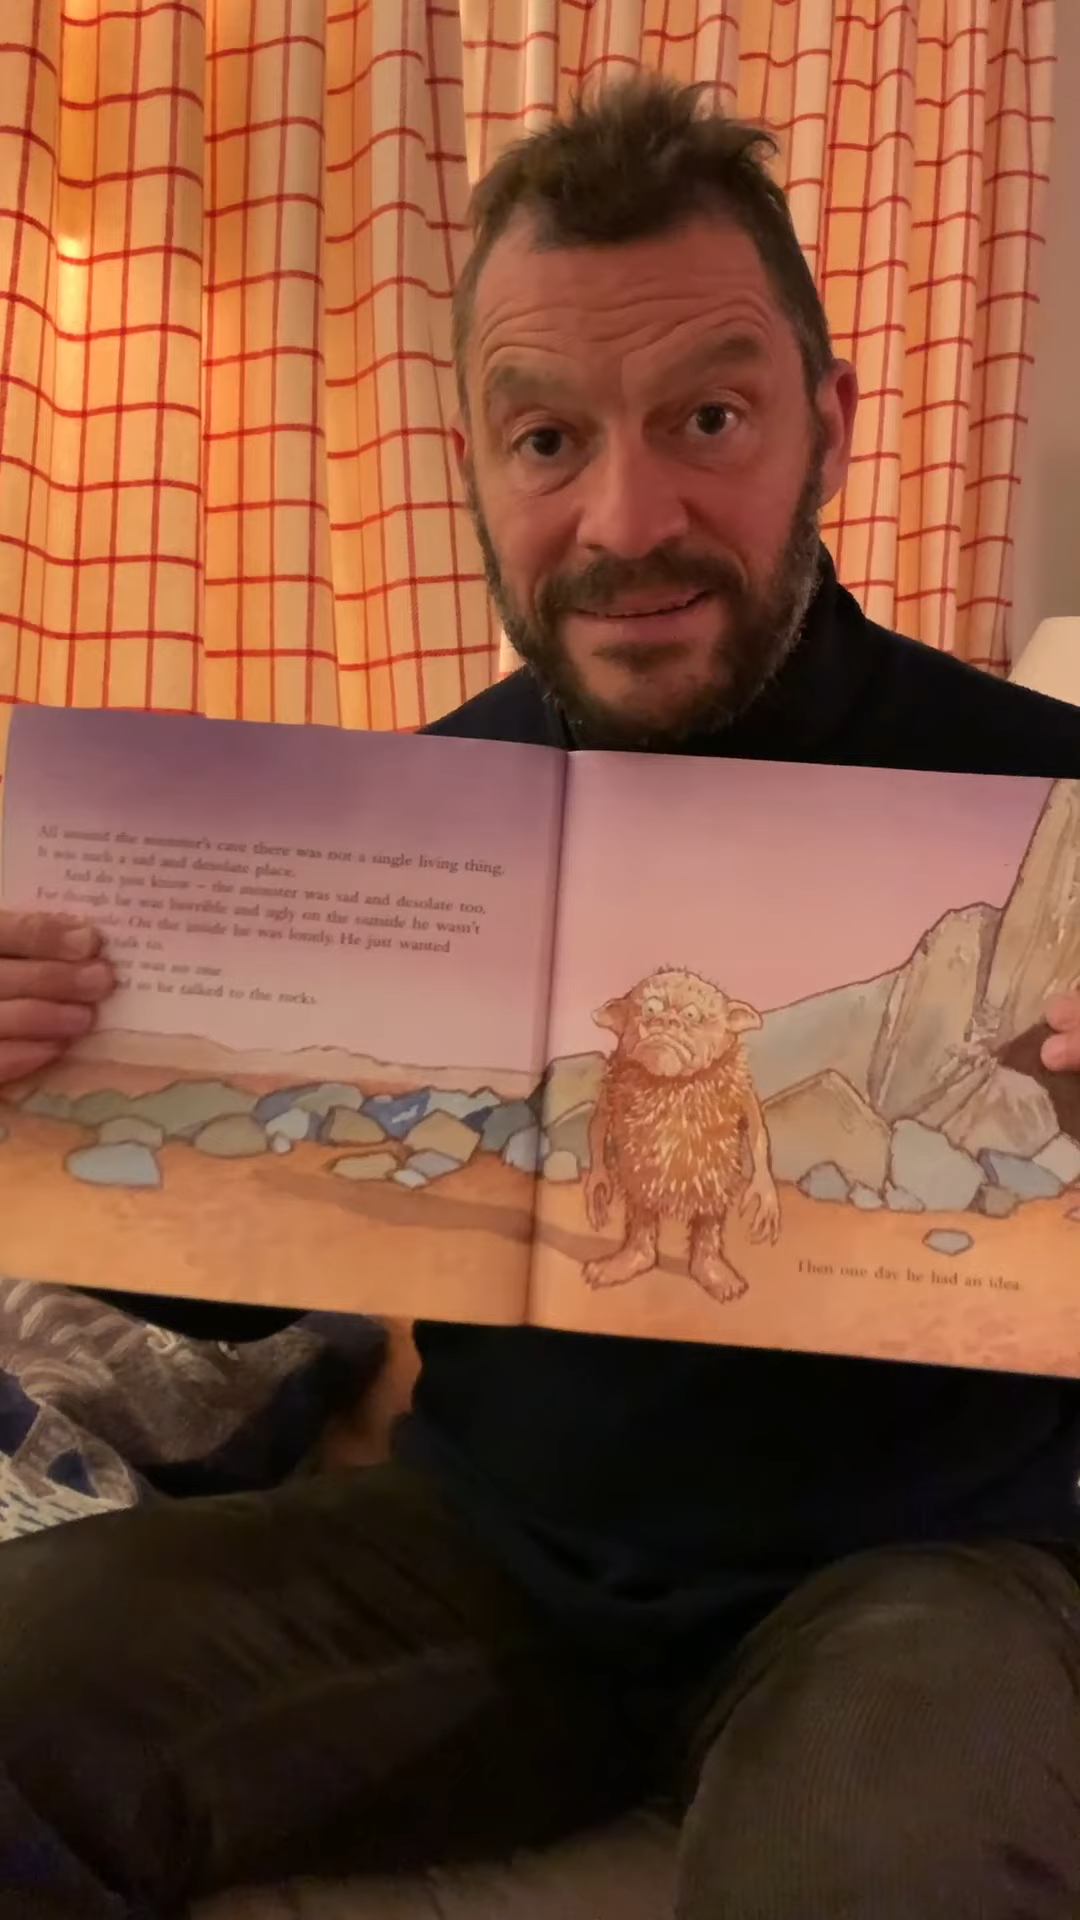 All around the monster's cave there was not a single living thing.
It was such a sad and desolate place.
And do you know – the monster was sad and desolate too.
For though he was horrible and ugly on the outside he wasn't
inside. On the inside he was lonely. He just wanted
talk to.
was no one
so he talked to the rocks.
Then one day he had an idea.